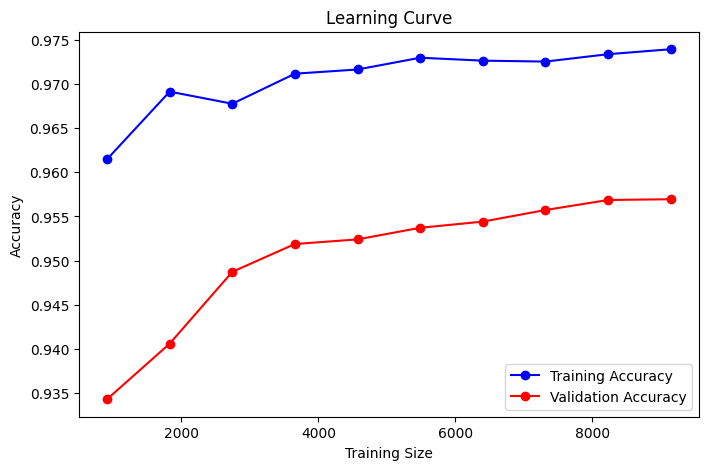 Learning Curve
0.975
0.970
0.965
0.960
0.955
0.950
0.945
0.940
0.935
Accuracy
Training Accuracy
Validation Accuracy
2000 4000 6000 8000
Training Size